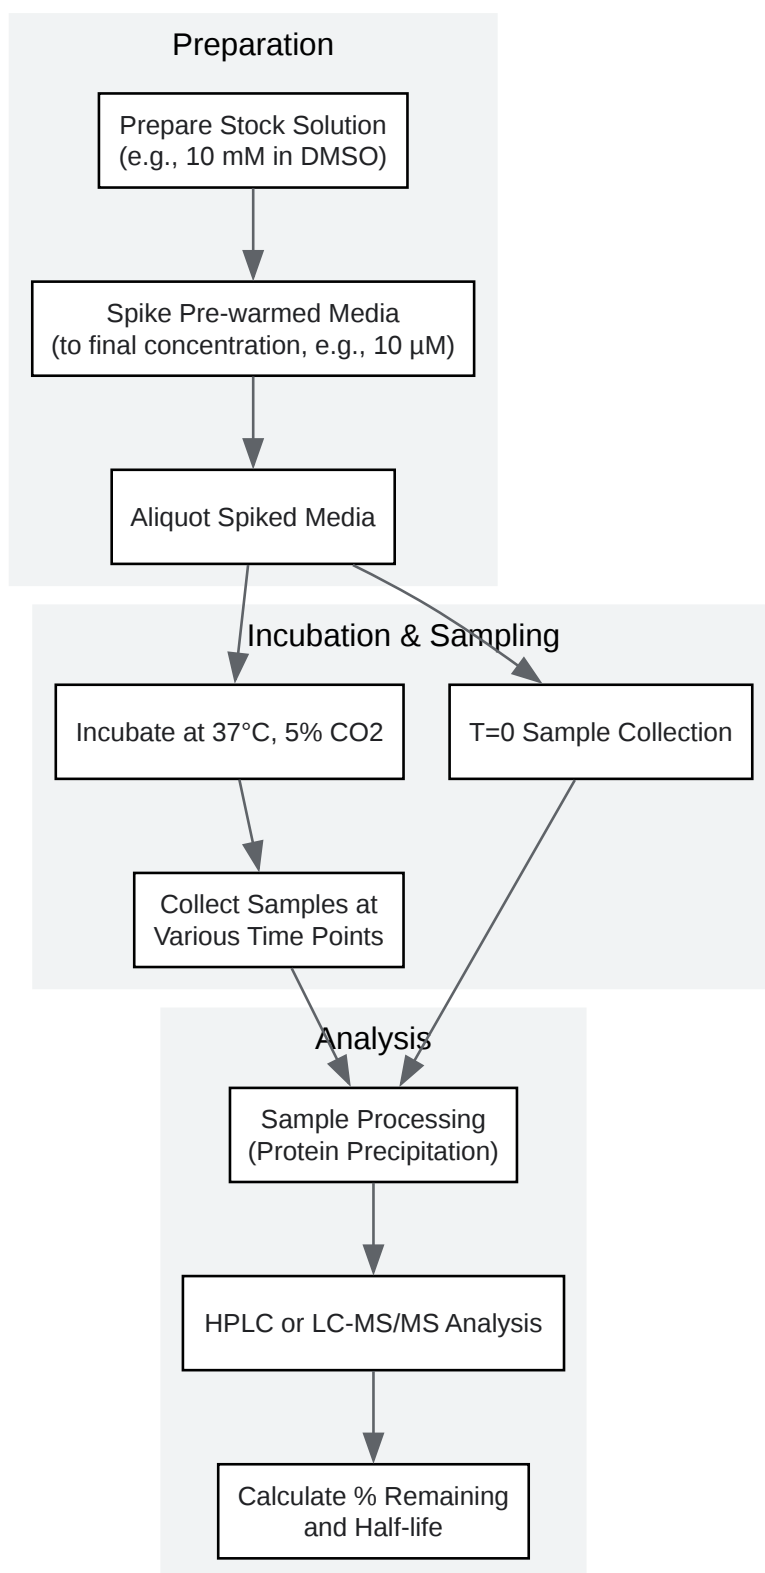 Preparation
Prepare Stock Solution
(e.g., 10 mM in DMSO)
Spike Pre-warmed Media
(to final concentration, e.g., 10 µM)
Aliquot Spiked Media
Incubation & Sampling
Incubate at 37°C, 5% CO2
T=0 Sample Collection
Collect Samples at
Various Time Points
Analysis
Sample Processing
(Protein Precipitation)
HPLC or LC-MS/MS Analysis
Calculate % Remaining
and Half-life